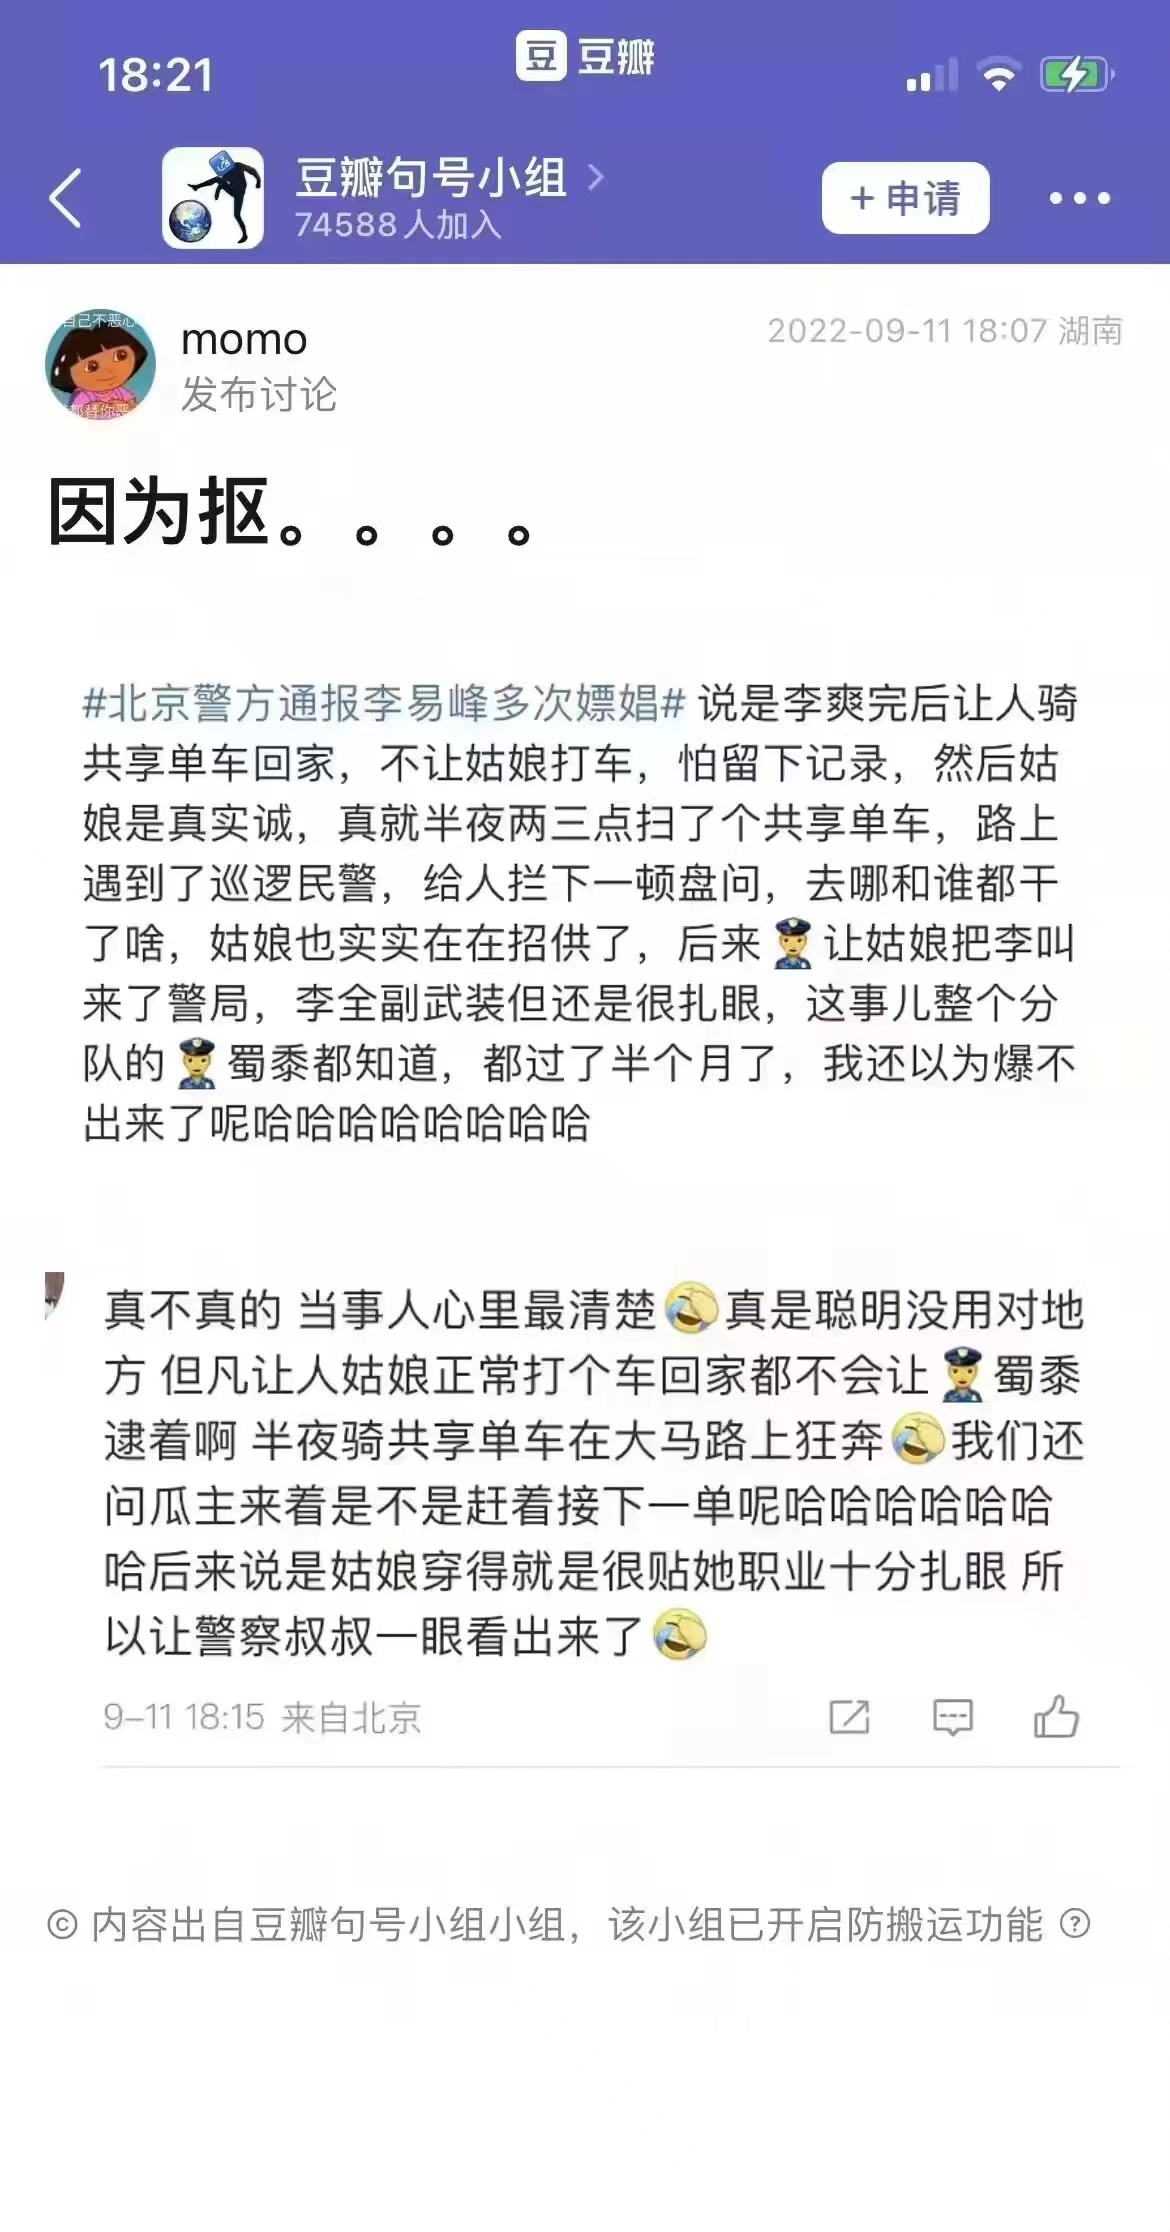 18:21
豆 豆瓣
豆瓣句号小组
74588人加入
+ 申请
自己不恶心
都替你恶
momo
发布讨论
2022-09-11 18:07 湖南
因为抠。。。。
#北京警方通报李易峰多次嫖娼# 说是李爽完后让人骑
共享单车回家，不让姑娘打车，怕留下记录，然后姑
娘是真实诚，真就半夜两三点扫了个共享单车，路上
遇到了巡逻民警，给人拦下一顿盘问，去哪和谁都干
了啥，姑娘也实实在在招供了，后来👮让姑娘把李叫
来了警局，李全副武装但还是很扎眼，这事儿整个分
队的👮蜀黍都知道，都过了半个月了，我还以为爆不
出来了呢哈哈哈哈哈哈哈哈
真不真的 当事人心里最清楚🤣真是聪明没用对地
方 但凡让人姑娘正常打个车回家都不会让👮蜀黍
逮着啊 半夜骑共享单车在大马路上狂奔🤣我们还
问瓜主来着是不是赶着接下一单呢哈哈哈哈哈哈
哈后来说是姑娘穿得就是很贴她职业十分扎眼 所
以让警察叔叔一眼看出来了🤣
9-11 18:15 来自北京
© 内容出自豆瓣句号小组小组，该小组已开启防搬运功能 ?